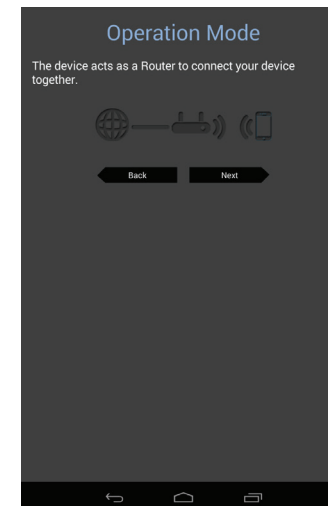 Operation Mode
The device acts as a Router to connect your device
together.
Back
Next